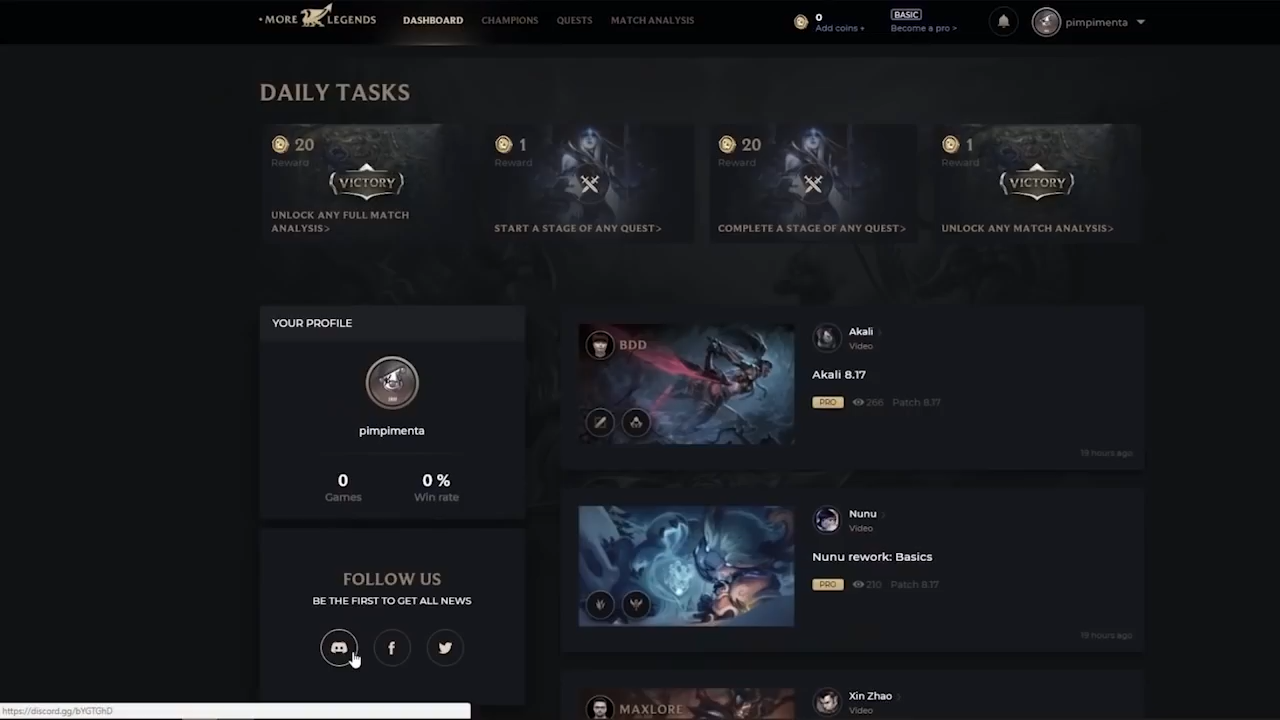 MORE LEGENDS
DASHBOARD
CHAMPIONS
QUESTS
MATCH ANALYSIS
0
Add coins +
BASIC
Become a pro >
pimpimenta
DAILY TASKS
20
Reward
VICTORY
UNLOCK ANY FULL MATCH
ANALYSIS>
1
Reward
START A STAGE OF ANY QUEST>
20
Reward
COMPLETE A STAGE OF ANY QUEST>
1
Reward
VICTORY
UNLOCK ANY MATCH ANALYSIS>
YOUR PROFILE
pimpimenta
0
Games
0 %
Win rate
FOLLOW US
BE THE FIRST TO GET ALL NEWS
BDD
Akali
Video
Akali 8.17
PRO
266
Patch 8.17
19 hours ago
Nunu
Video
Nunu rework: Basics
PRO
210
Patch 8.17
19 hours ago
MAXLORE
Xin Zhao
Video
https://discord.gg/bYGTGhD